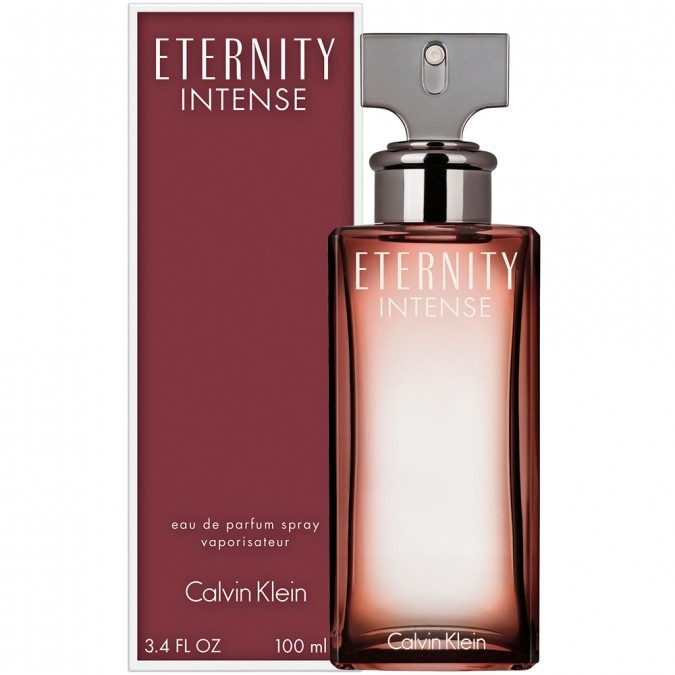 ETERNITY
INTENSE
eau de parfum spray
vaporisateur
Calvin Klein
3.4 FL OZ 100 ml
ETERNITY
INTENSE
Calvin Klein